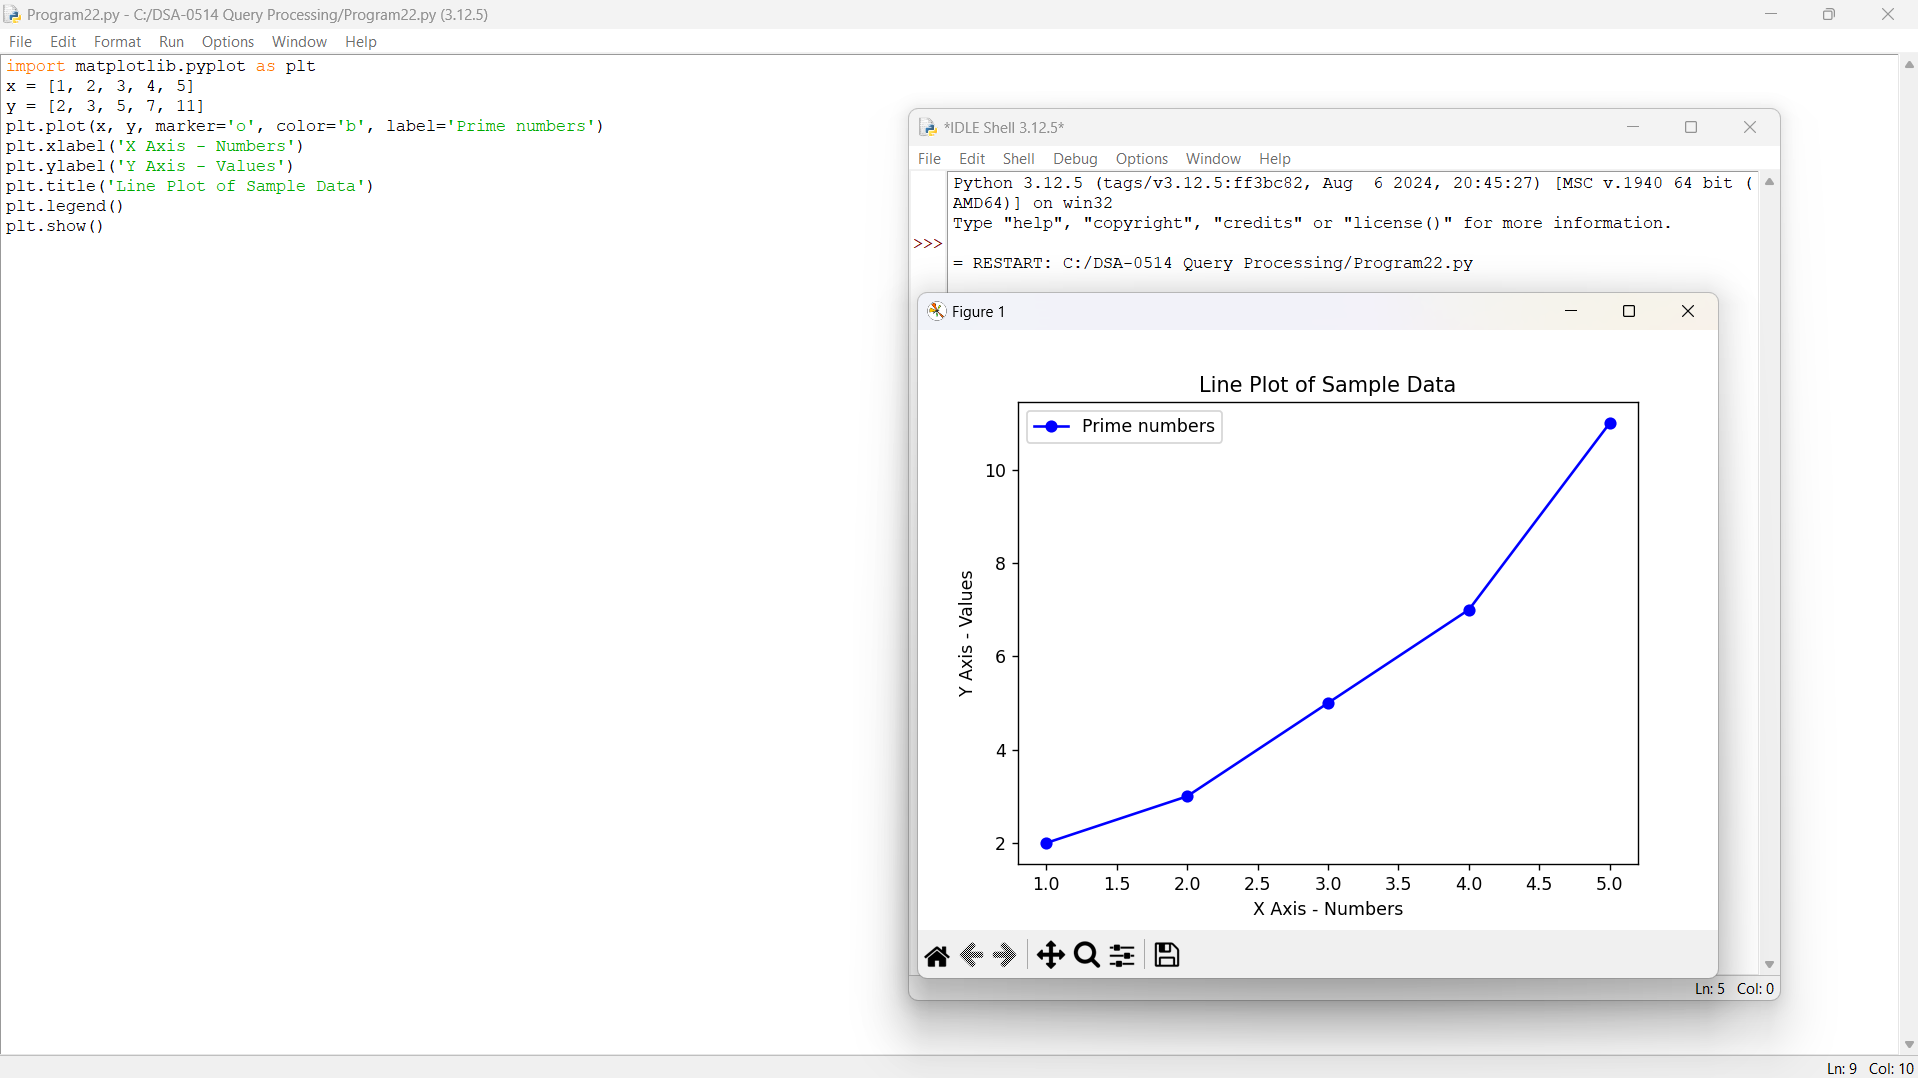 Program22.py - C:/DSA-0514 Query Processing/Program22.py (3.12.5)
File Edit Format Run Options Window Help
import matplotlib.pyplot as plt
x = [1, 2, 3, 4, 5]
y = [2, 3, 5, 7, 11]
plt.plot(x, y, marker='o', color='b', label='Prime numbers')
plt.xlabel('X Axis - Numbers')
plt.ylabel('Y Axis - Values')
plt.title('Line Plot of Sample Data')
plt.legend()
plt.show()
*IDLE Shell 3.12.5*
File Edit Shell Debug Options Window Help
Python 3.12.5 (tags/v3.12.5:ff3bc82, Aug  6 2024, 20:45:27) [MSC v.1940 64 bit (
AMD64)] on win32
Type "help", "copyright", "credits" or "license()" for more information.
>>>
= RESTART: C:/DSA-0514 Query Processing/Program22.py
Figure 1
Line Plot of Sample Data
Prime numbers
10
8
6
4
2
Y Axis - Values
1.0 1.5 2.0 2.5 3.0 3.5 4.0 4.5 5.0
X Axis - Numbers
Ln: 5 Col: 0
Ln: 9 Col: 10